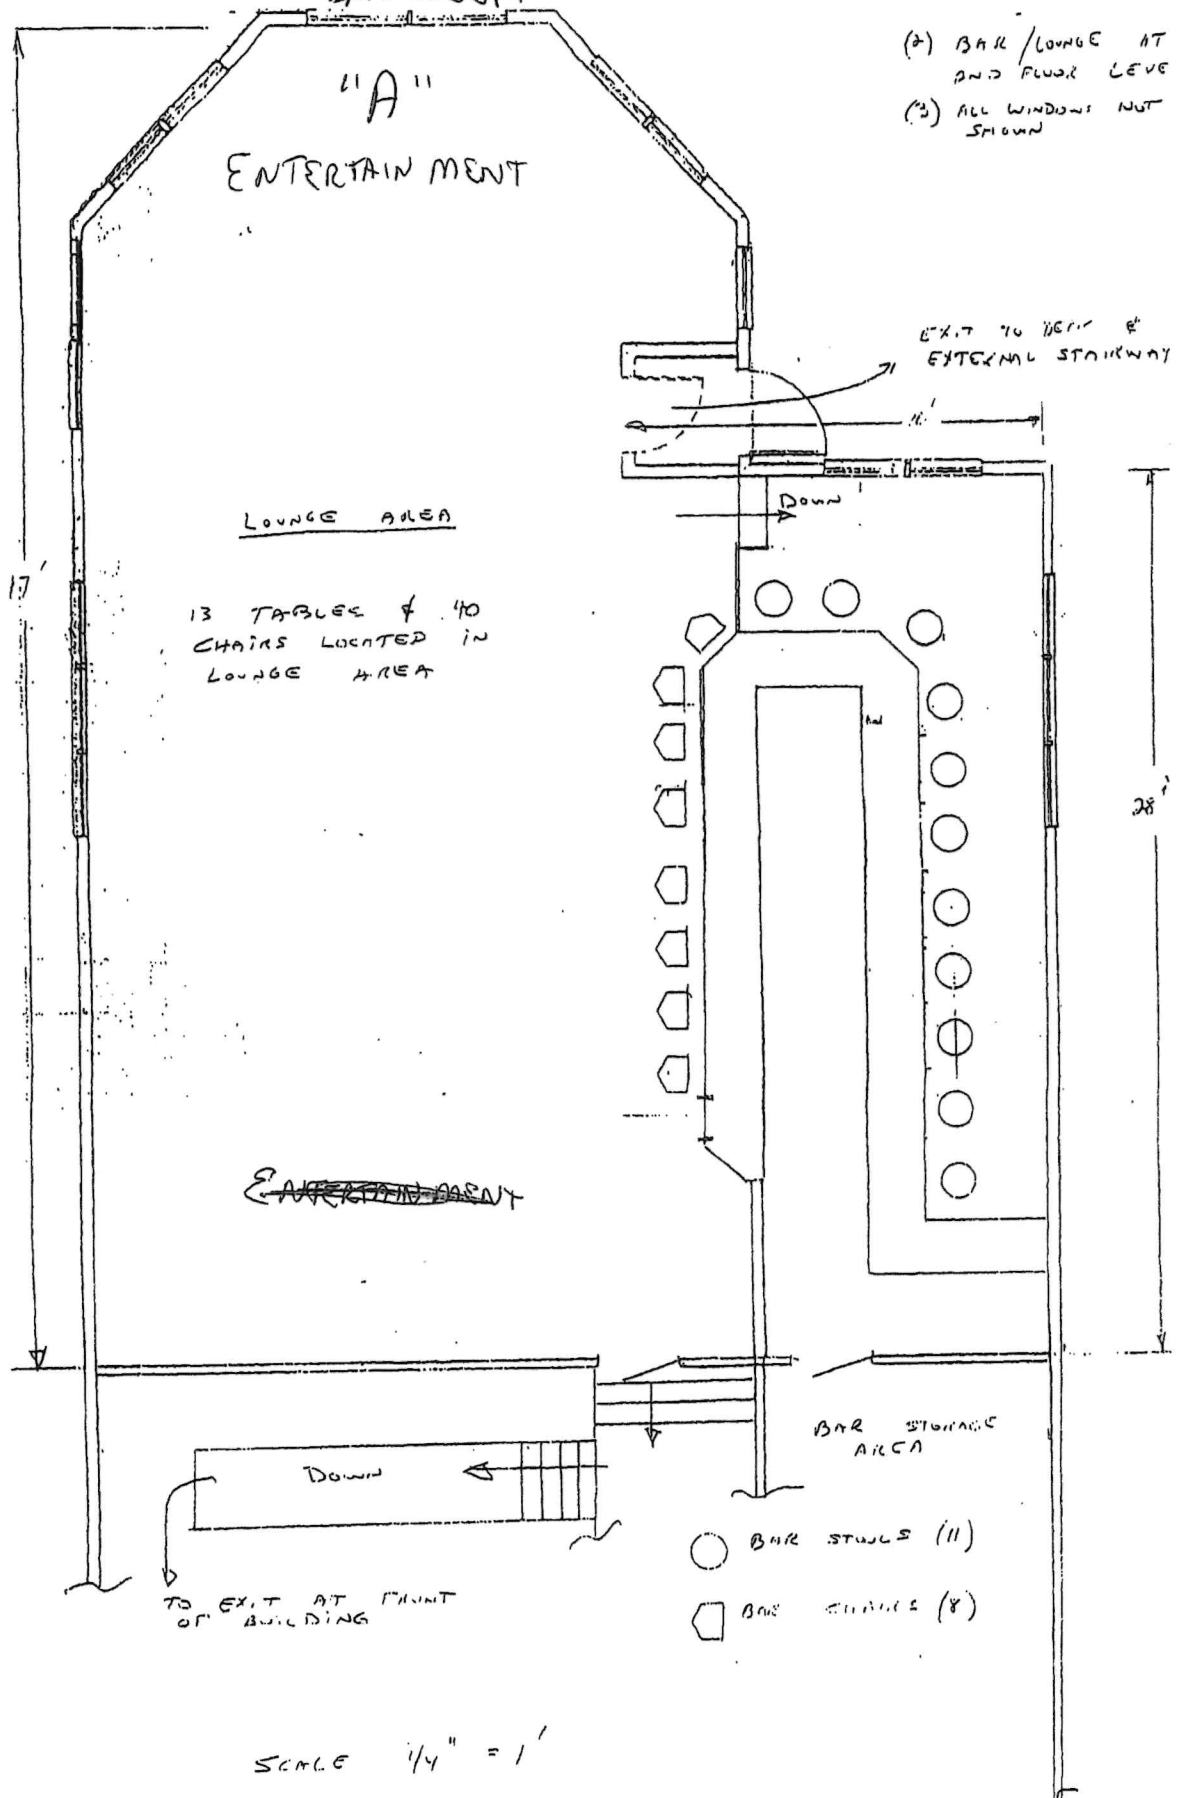 (2) BAR / LOUNGE AT
2ND FLOOR LEVE
(3) ALL WINDOWS NOT
SHOWN
"A"
ENTERTAINMENT
EXIT TO DECK &
EXTERNAL STAIRWAY
DOWN
LOUNGE AREA
17'
13 TABLES & 40
CHAIRS LOCATED IN
LOUNGE AREA
28'
ENTERTAINMENT
BAR STORAGE
AREA
DOWN
TO EXIT AT FRONT
OF BUILDING
BAR STOOLS (11)
BAR CHAIRS (8)
SCALE 1/4" = 1'